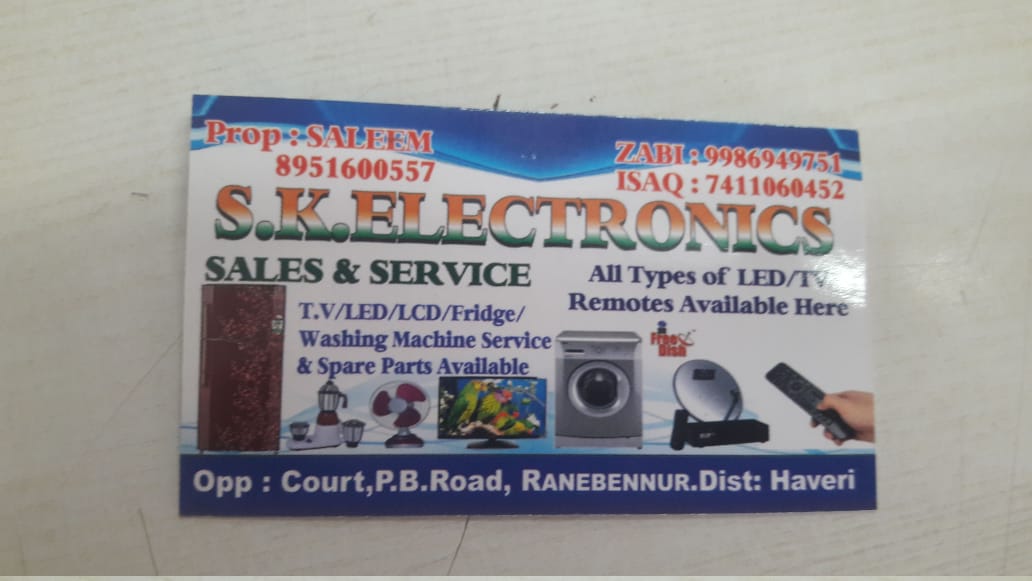 Prop : SALEEM
8951600557
ZABI : 9986949751
ISAQ : 7411060452
S.K.ELECTRONICS
SALES & SERVICE
T.V/LED/LCD/Fridge/
Washing Machine Service
& Spare Parts Available
All Types of LED/TV
Remotes Available Here
Free
Dish
Opp : Court,P.B.Road, RANEBENNUR.Dist: Haveri